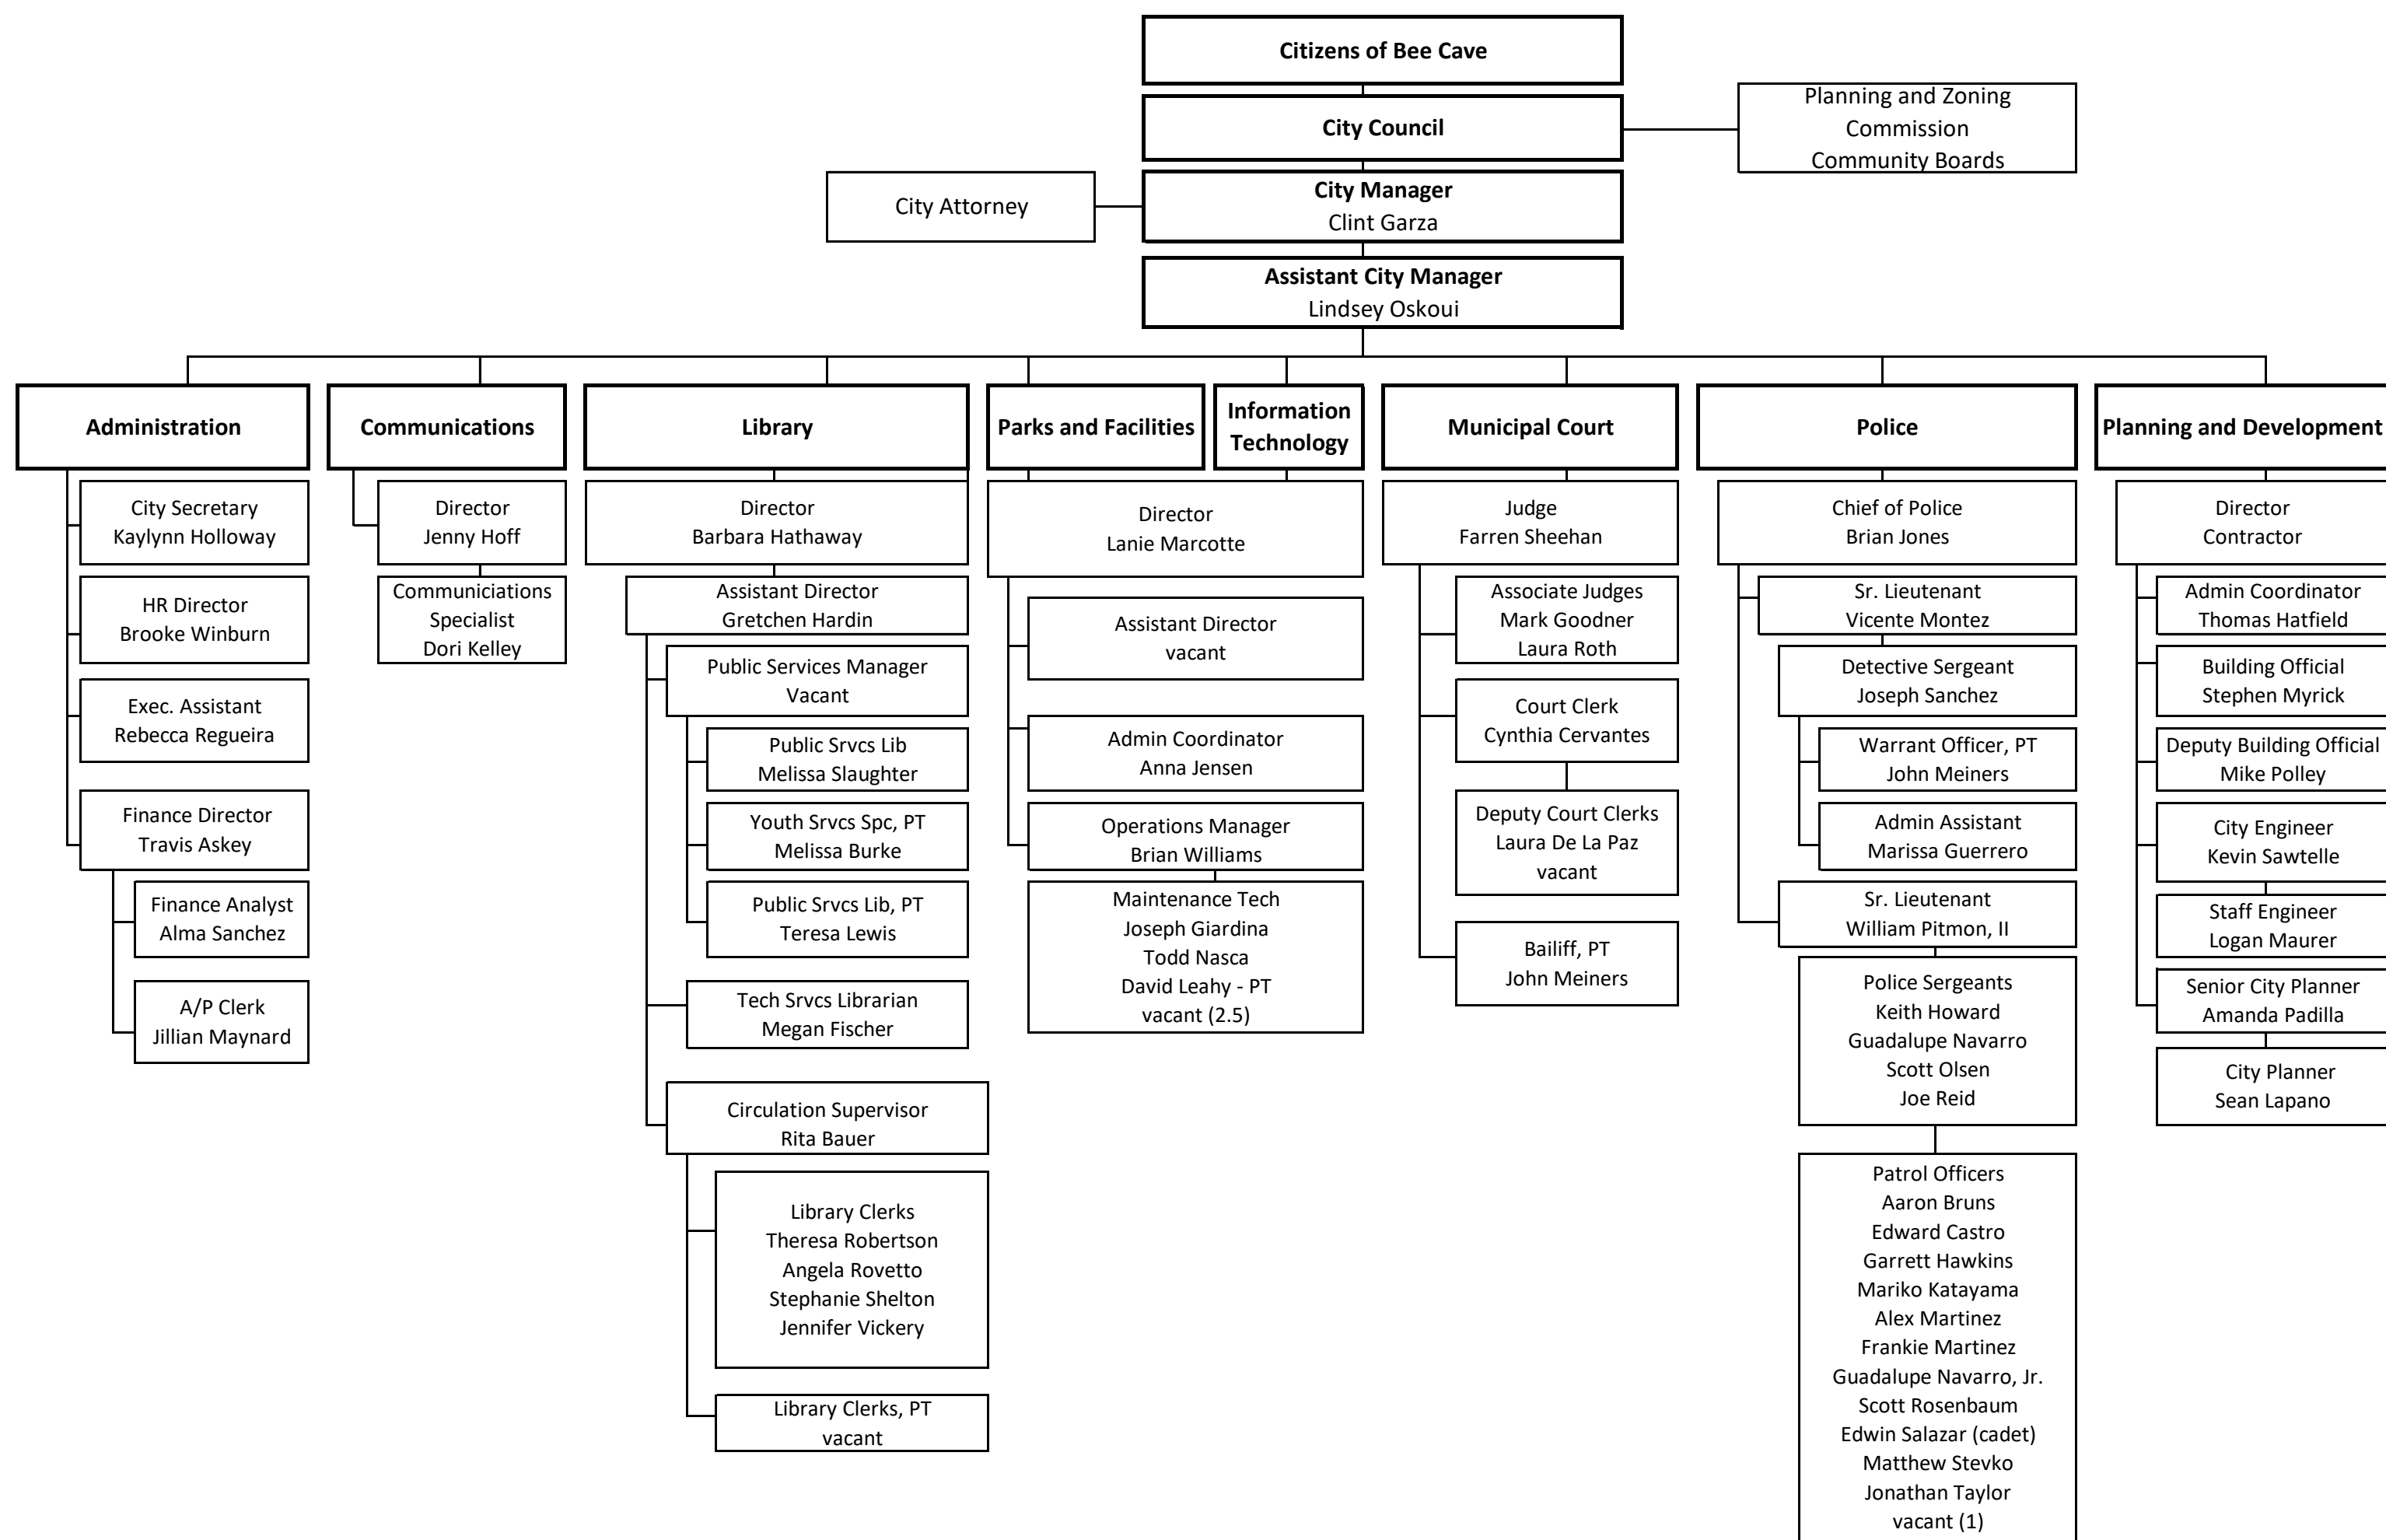 Citizens of Bee Cave
City Council
Planning and Zoning
Commission
Community Boards
City Attorney
City Manager
Clint Garza
Assistant City Manager
Lindsey Oskoui
Administration
City Secretary
Kaylynn Holloway
HR Director
Brooke Winburn
Exec. Assistant
Rebecca Regueira
Finance Director
Travis Askey
Finance Analyst
Alma Sanchez
A/P Clerk
Jillian Maynard
Communications
Director
Jenny Hoff
Communiciations
Specialist
Dori Kelley
Library
Director
Barbara Hathaway
Assistant Director
Gretchen Hardin
Public Services Manager
Vacant
Public Srvcs Lib
Melissa Slaughter
Youth Srvcs Spc, PT
Melissa Burke
Public Srvcs Lib, PT
Teresa Lewis
Tech Srvcs Librarian
Megan Fischer
Circulation Supervisor
Rita Bauer
Library Clerks
Theresa Robertson
Angela Rovetto
Stephanie Shelton
Jennifer Vickery
Library Clerks, PT
vacant
Parks and Facilities
Information
Technology
Director
Lanie Marcotte
Assistant Director
vacant
Admin Coordinator
Anna Jensen
Operations Manager
Brian Williams
Maintenance Tech
Joseph Giardina
Todd Nasca
David Leahy - PT
vacant (2.5)
Municipal Court
Judge
Farren Sheehan
Associate Judges
Mark Goodner
Laura Roth
Court Clerk
Cynthia Cervantes
Deputy Court Clerks
Laura De La Paz
vacant
Bailiff, PT
John Meiners
Police
Chief of Police
Brian Jones
Sr. Lieutenant
Vicente Montez
Detective Sergeant
Joseph Sanchez
Warrant Officer, PT
John Meiners
Admin Assistant
Marissa Guerrero
Sr. Lieutenant
William Pitmon, II
Police Sergeants
Keith Howard
Guadalupe Navarro
Scott Olsen
Joe Reid
Patrol Officers
Aaron Bruns
Edward Castro
Garrett Hawkins
Mariko Katayama
Alex Martinez
Frankie Martinez
Guadalupe Navarro, Jr.
Scott Rosenbaum
Edwin Salazar (cadet)
Matthew Stevko
Jonathan Taylor
vacant (1)
Planning and Development
Director
Contractor
Admin Coordinator
Thomas Hatfield
Building Official
Stephen Myrick
Deputy Building Official
Mike Polley
City Engineer
Kevin Sawtelle
Staff Engineer
Logan Maurer
Senior City Planner
Amanda Padilla
City Planner
Sean Lapano